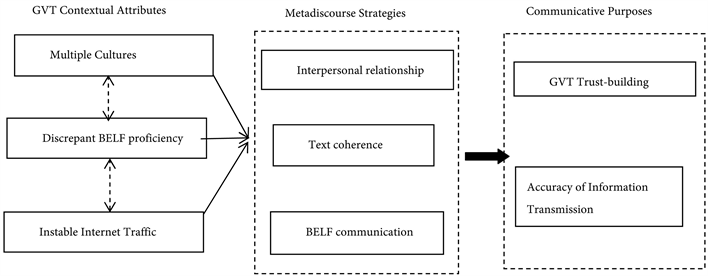 GVT Contextual Attributes
Metadiscourse Strategies
Communicative Purposes
Multiple Cultures
Discrepant BELF proficiency
Instable Internet Traffic
Interpersonal relationship
Text coherence
BELF communication
GVT Trust-building
Accuracy of Information
Transmission